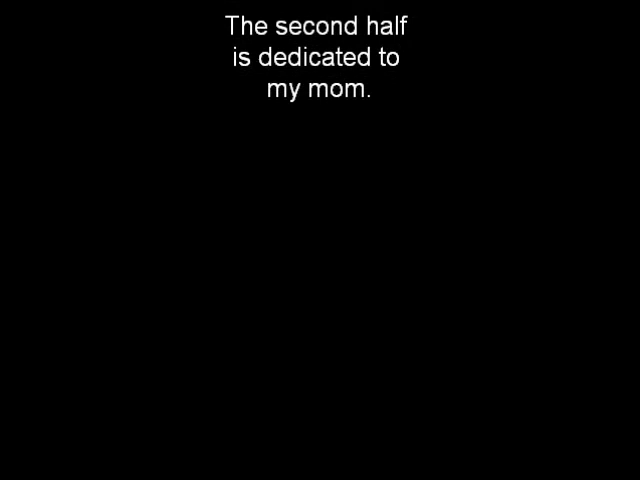 The second half
is dedicated to
my mom.